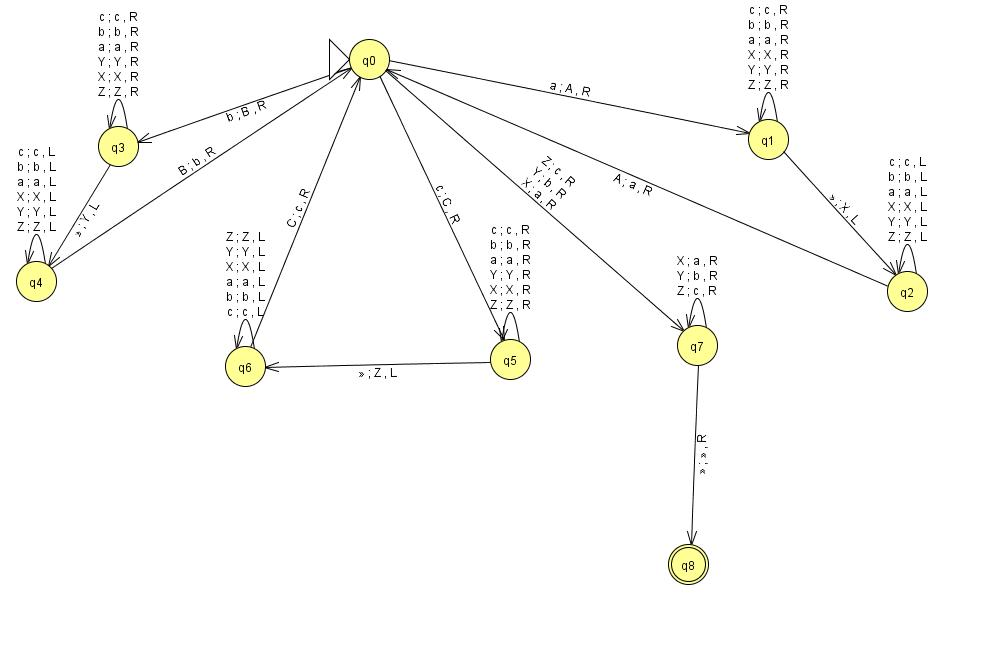 c ; c , R
b ; b , R
a ; a , R
Y ; Y , R
X ; X , R
Z ; Z , R
q3
q0
c ; c , R
b ; b , R
a ; a , R
X ; X , R
Y ; Y , R
Z ; Z , R
q1
a ; A , R
b ; B , R
B ; b , R
c ; c , L
b ; b , L
a ; a , L
X ; X , L
Y ; Y , L
Z ; Z , L
q4
» ; Y , L
C ; c , R
c ; C , R
Z ; c , R
Y ; b , R
X ; a , R
A ; a , R
» ; X , L
c ; c , L
b ; b , L
a ; a , L
X ; X , L
Y ; Y , L
Z ; Z , L
q2
Z ; Z , L
Y ; Y , L
X ; X , L
a ; a , L
b ; b , L
c ; c , L
q6
c ; c , R
b ; b , R
a ; a , R
Y ; Y , R
X ; X , R
Z ; Z , R
q5
» ; Z , L
X ; a , R
Y ; b , R
Z ; c , R
q7
» ; » , R
q8